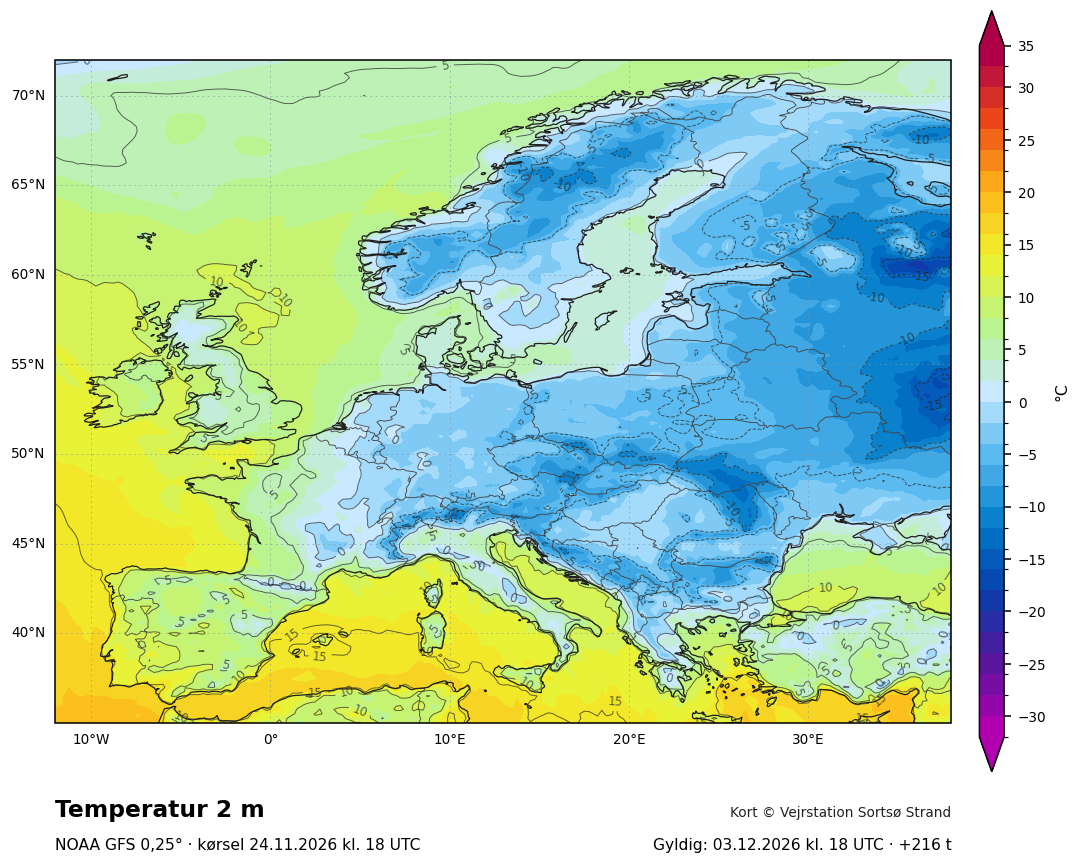 35
30
25
20
15
10
5
0
−5
−10
−15
−20
−25
−30
°C
70°N
65°N
60°N
55°N
50°N
45°N
40°N
10°W 0° 10°E 20°E 30°E
Temperatur 2 m
Kort © Vejrstation Sortsø Strand
NOAA GFS 0,25° · kørsel 24.11.2026 kl. 18 UTC
Gyldig: 03.12.2026 kl. 18 UTC · +216 t